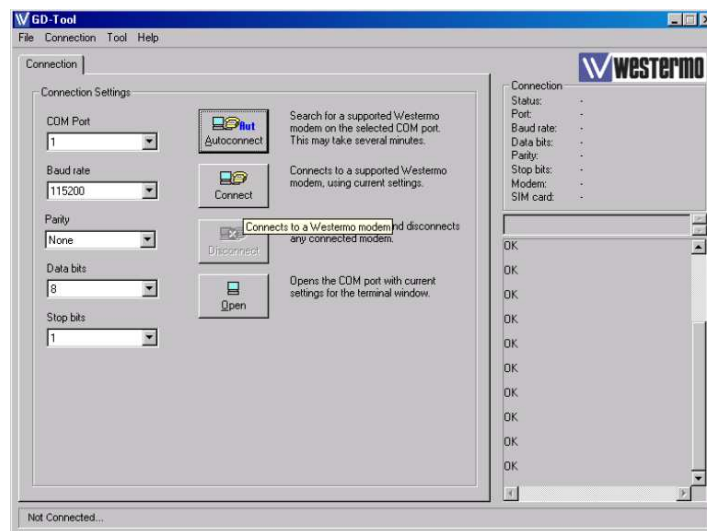 GD-Tool
File Connection Tool Help
Connection
Westermo
Connection Settings
COM Port
1
Baud rate
115200
Parity
None
Data bits
8
Stop bits
1
Aut
Autoconnect
Search for a supported Westermo
modem on the selected COM port.
This may take several minutes.
Connect
Connects to a supported Westermo
modem, using current settings.
Connects to a Westermo modem
nd disconnects
any connected modem.
Disconnect
Open
Opens the COM port with current
settings for the terminal window.
Connection
Status: -
Port: -
Baud rate: -
Data bits: -
Parity: -
Stop bits: -
Modem: -
SIM card: -
OK
OK
OK
OK
OK
OK
OK
OK
OK
OK
Not Connected...